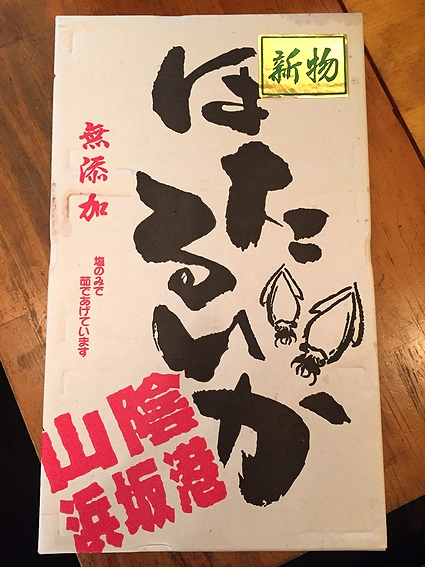 新物
ほたるいか
無添加
塩のみで
茹であげています
山陰
浜坂港